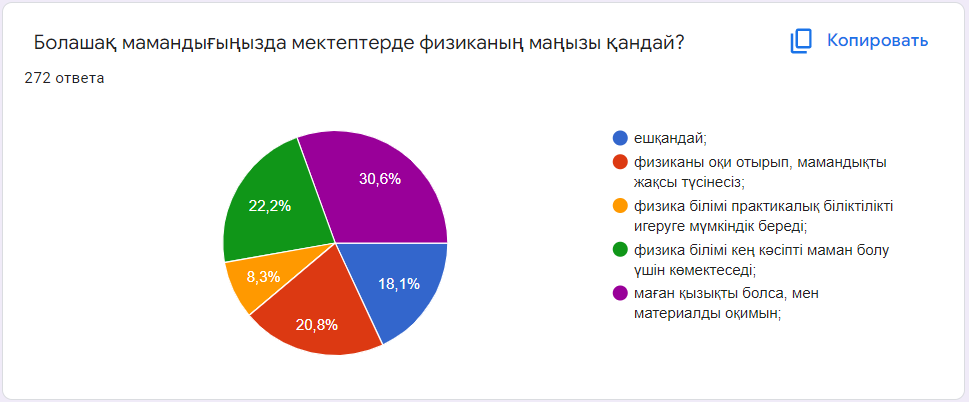 Болашақ мамандығыңызда мектептерде физиканың маңызы қандай?
Копировать
272 ответа
30,6%
22,2%
8,3%
20,8%
18,1%
ешқандай;
физиканы оқи отырып, мамандықты
жақсы түсінесіз;
физика білімі практикалық біліктілікті
игеруге мүмкіндік береді;
физика білімі кең кәсіпті маман болу
үшін көмектеседі;
маған қызықты болса, мен
материалды оқимын;